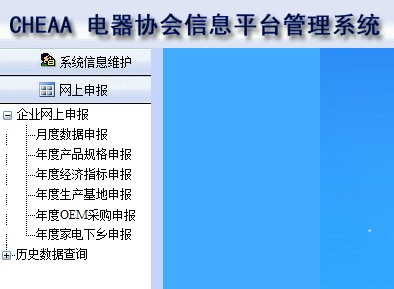 CHEAA 电器协会信息平台管理系统
系统信息维护
网上申报
企业网上申报
月度数据申报
年度产品规格申报
年度经济指标申报
年度生产基地申报
年度OEM采购申报
年度家电下乡申报
历史数据查询